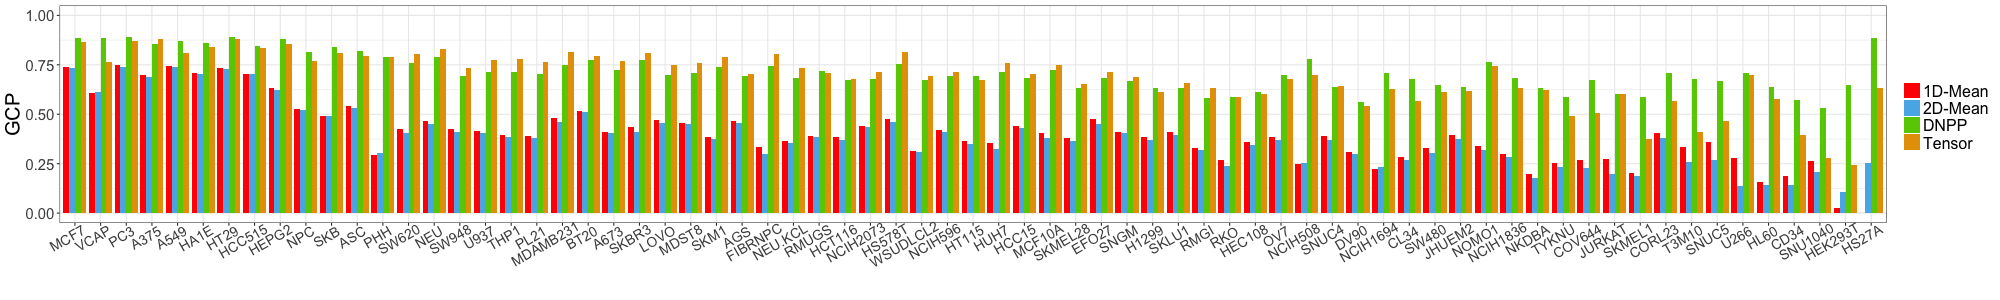 GCP
1.00
0.75
0.50
0.25
0.00
MCF7
VCAP
PC3
A375
A549
HA1E
HT29
HCC515
HEPG2
NPC
SKB
ASC
PHH
SW620
NEU
SW948
U937
THP1
PL21
MDAMB231
BT20
A673
SKBR3
LOVO
MDST8
SKM1
AGS
FIBRNPC
NEU.KCL
RMUGS
HCT116
NCIH2073
HS578T
WSUDLCL2
NCIH596
HT115
HUH7
HCC15
MCF10A
SKMEL28
EFO27
SNGM
H1299
SKLU1
RMGI
RKO
HEC108
OV7
NCIH508
SNUC4
DV90
NCIH1694
CL34
SW480
JHUEM2
NOMO1
NCIH1836
NKDBA
TYKNU
COV644
JURKAT
SKMEL1
CORL23
T3M10
SNUC5
U266
HL60
CD34
SNU1040
HEK293T
HS27A
1D-Mean
2D-Mean
DNPP
Tensor